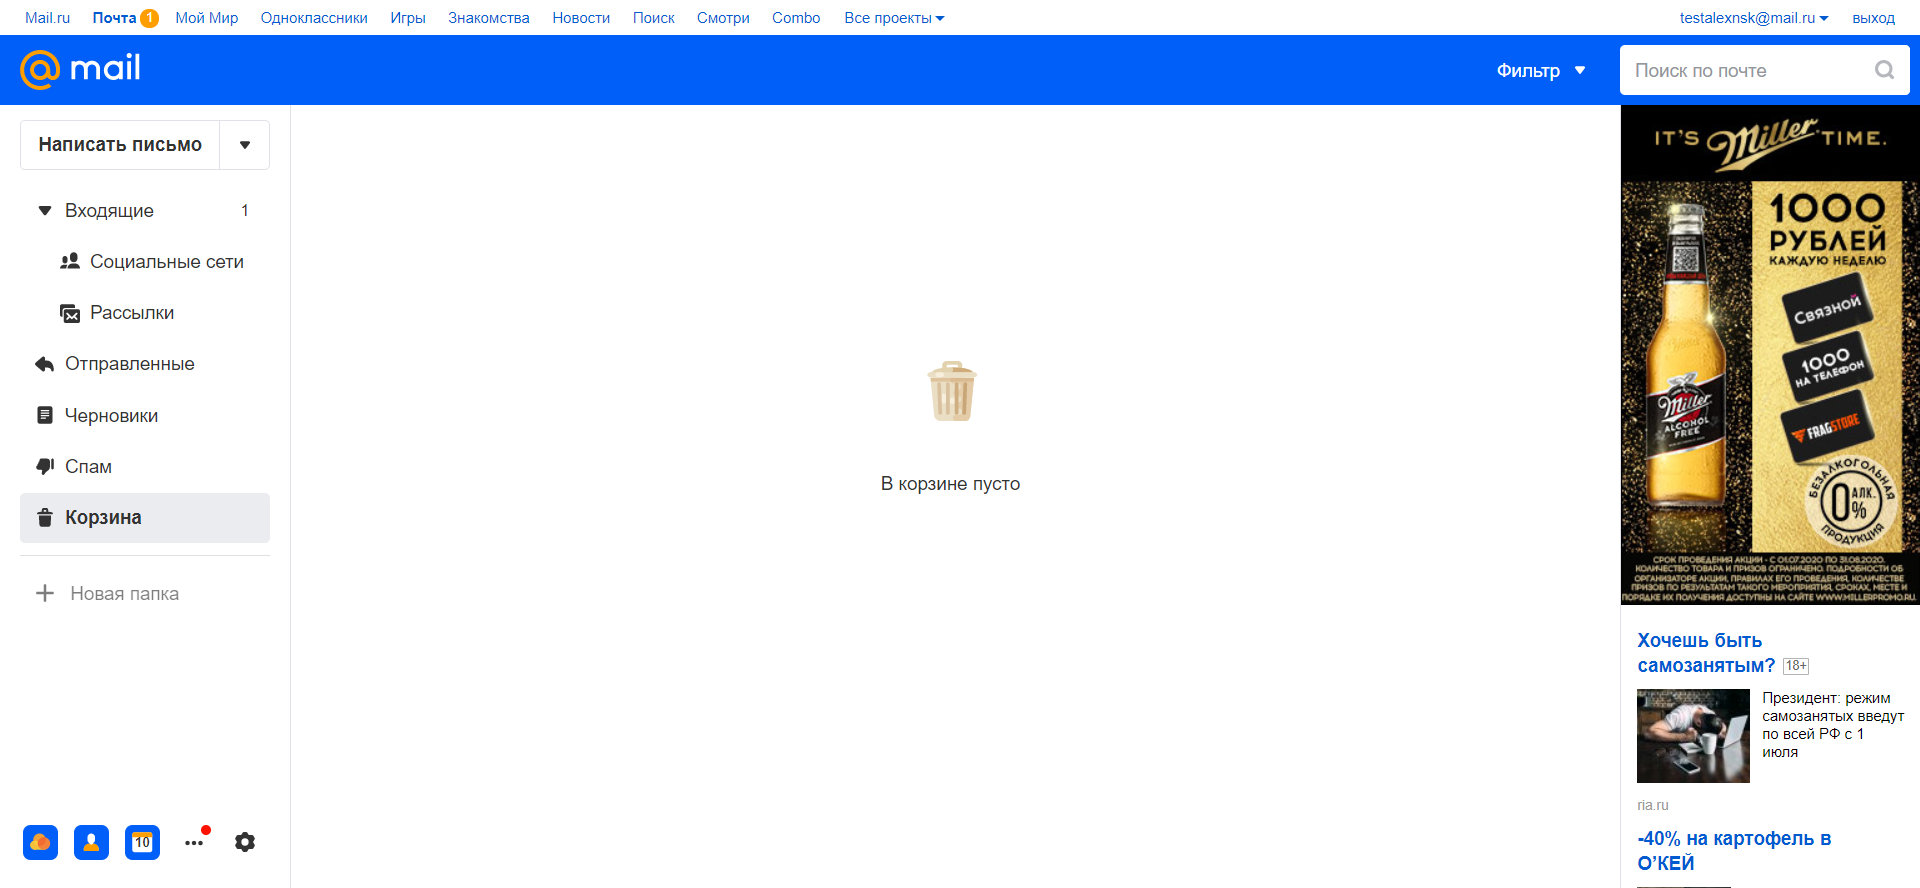 Mail.ru Почта 1 Мой Мир Одноклассники Игры Знакомства Новости Поиск Смотри Combo Все проекты testalexnsk@mail.ru выход
mail Фильтр Поиск по почте
Написать письмо
Входящие 1
Социальные сети
Рассылки
Отправленные
Черновики
Спам
Корзина
Новая папка
10
В корзине пусто
IT'S Miller TIME.
1000
РУБЛЕЙ
КАЖДУЮ НЕДЕЛЮ
Связной
1000
НА ТЕЛЕФОН
FRAGSTORE
Miller
ALCOHOL
FREE
БЕЗАЛКОГОЛЬНАЯ
0 АЛК.
%
ПРОДУКЦИЯ
СРОК ПРОВЕДЕНИЯ АКЦИИ - С 01.07.2020 ПО 31.08.2020.
КОЛИЧЕСТВО ТОВАРА И ПРИЗОВ ОГРАНИЧЕНО. ПОДРОБНОСТИ ОБ
ОРГАНИЗАТОРЕ АКЦИИ, ПРАВИЛАХ ЕГО ПРОВЕДЕНИЯ, КОЛИЧЕСТВЕ
ПРИЗОВ ПО РЕЗУЛЬТАТАМ ТАКОГО МЕРОПРИЯТИЯ, СРОКАХ, МЕСТЕ И
ПОРЯДКЕ ИХ ПОЛУЧЕНИЯ ДОСТУПНЫ НА САЙТЕ WWW.MILLERPROMO.RU.
Хочешь быть
самозанятым? 18+
Президент: режим
самозанятых введут
по всей РФ с 1
июля
ria.ru
-40% на картофель в
О’КЕЙ